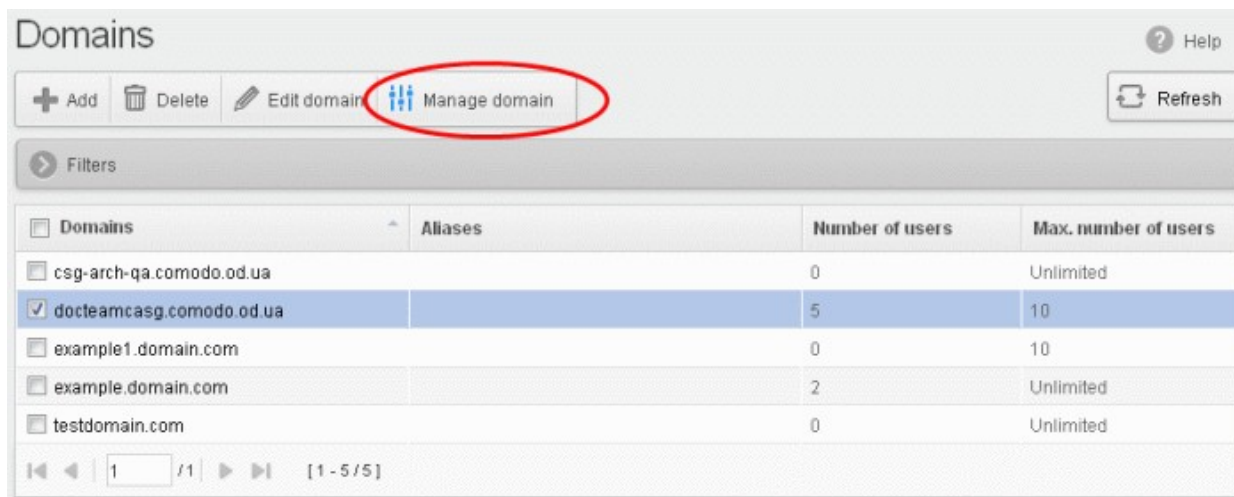 Domains
Help
Add Delete Edit domain Manage domain Refresh
Filters
Domains Aliases Number of users Max. number of users
csg-arch-qa.comodo.od.ua 0 Unlimited
docteamcasg.comodo.od.ua 5 10
example1.domain.com 0 10
example.domain.com 2 Unlimited
testdomain.com 0 Unlimited
1 /1 [1 - 5 / 5]